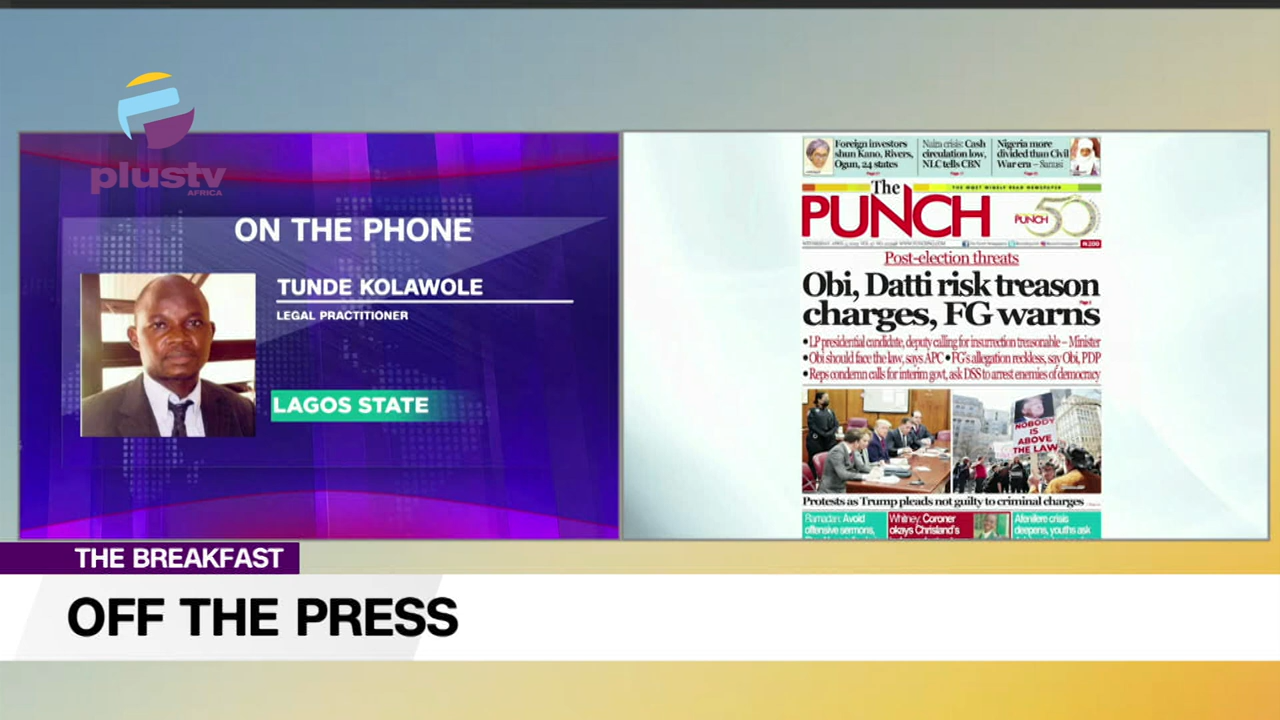 plustv
AFRICA
ON THE PHONE
TUNDE KOLAWOLE
LEGAL PRACTITIONER
LAGOS STATE
Foreign investors
shun Kano, Rivers,
Ogun, 24 states
Naira crisis: Cash
circulation low,
NLC tells CBN
Nigeria more
divided than Civil
War era – Sanusi
The
THE MOST WIDELY READ NEWSPAPER
PUNCH
PUNCH 50
N200
Post-election threats
Obi, Datti risk treason
charges, FG warns
•LP presidential candidate, deputy calling for insurrection treasonable – Minister
•Obi should face the law, says APC •FG's allegation reckless, say Obi, PDP
•Reps condemn calls for interim govt, ask DSS to arrest enemies of democracy
NOBODY
IS
ABOVE
THE LAW
Protests as Trump pleads not guilty to criminal charges
Ramadan: Avoid
offensive sermons,
Whitney: Coroner
okays Chrisland's
Afenifere crisis
deepens, youths ask
THE BREAKFAST
OFF THE PRESS